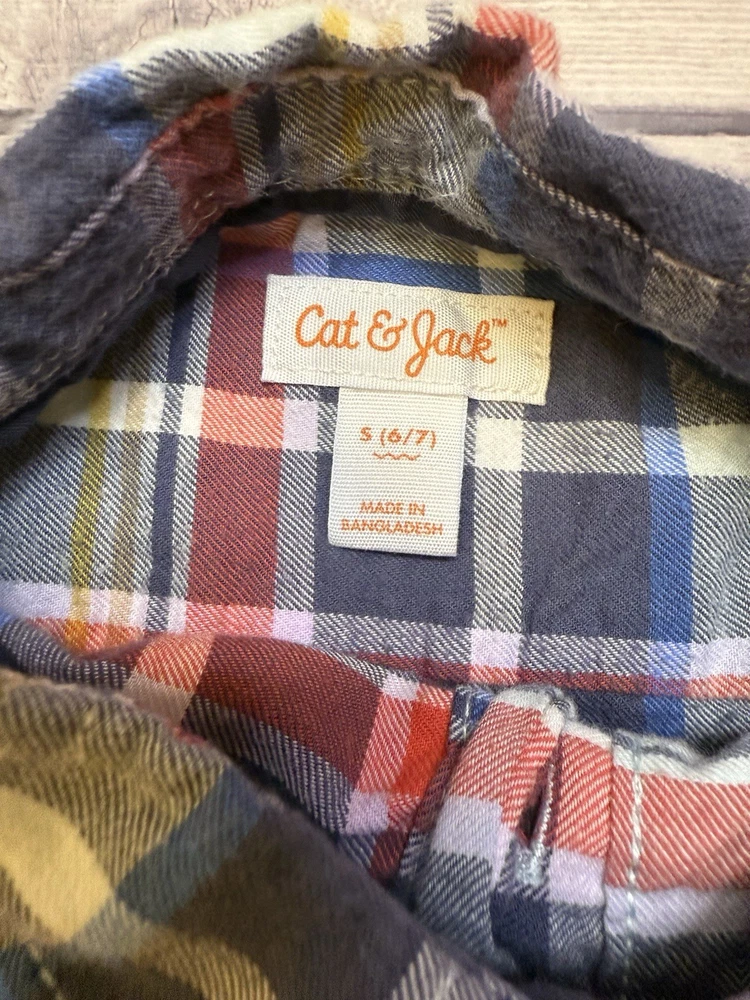 Cat & Jack™
S (6/7)
MADE IN
BANGLADESH